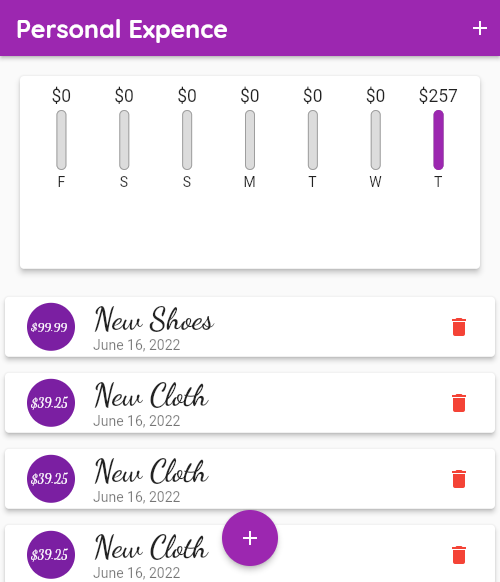 Personal Expence +
$0 $0 $0 $0 $0 $0 $257
F S S M T W T
$99.99 New Shoes
June 16, 2022
$39.25 New Cloth
June 16, 2022
$39.25 New Cloth
June 16, 2022
$39.25 New Cloth
June 16, 2022
+